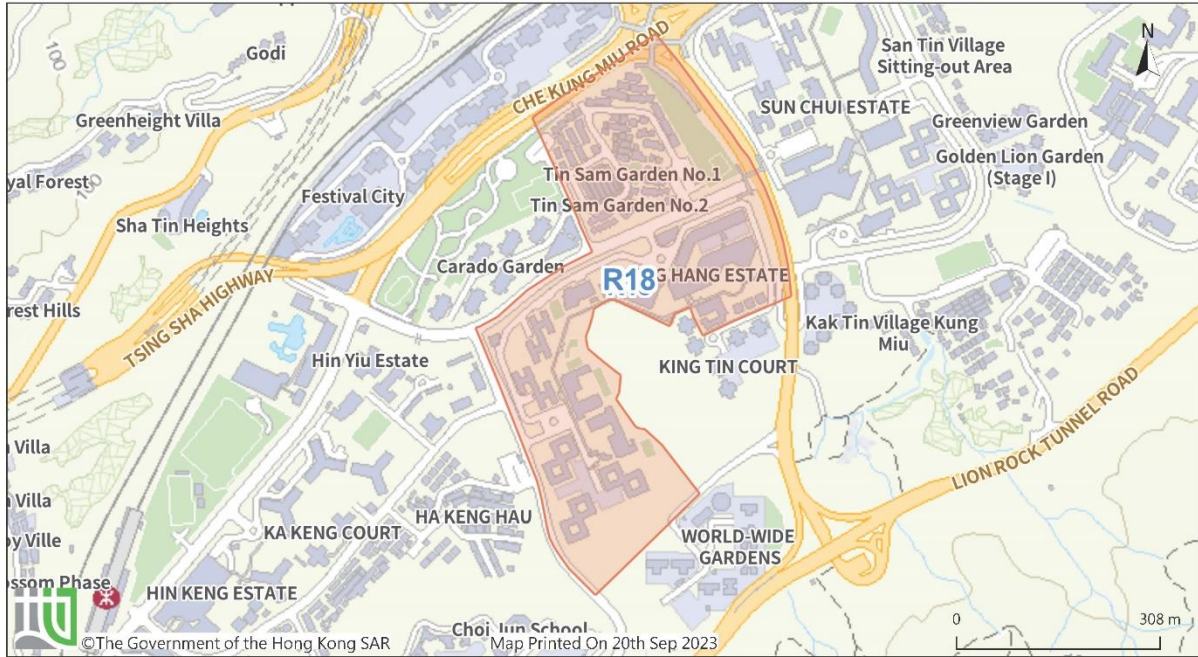 100
Godi
CHE KUNG MIU ROAD
N
San Tin Village
Sitting-out Area
Greenheight Villa
SUN CHUI ESTATE
Greenview Garden
100
yal Forest
Festival City
Tin Sam Garden No.1
Golden Lion Garden
(Stage I)
Sha Tin Heights
Tin Sam Garden No.2
Carado Garden
R18
G HANG ESTATE
rest Hills
TSING SHA HIGHWAY
Kak Tin Village Kung
Miu
Hin Yiu Estate
KING TIN COURT
Villa
LION ROCK TUNNEL ROAD
Villa
HA KENG HAU
KA KENG COURT
WORLD-WIDE
GARDENS
by Ville
ossom Phase
HIN KENG ESTATE
Choi Jun School
0
308 m
©The Government of the Hong Kong SAR
Map Printed On 20th Sep 2023